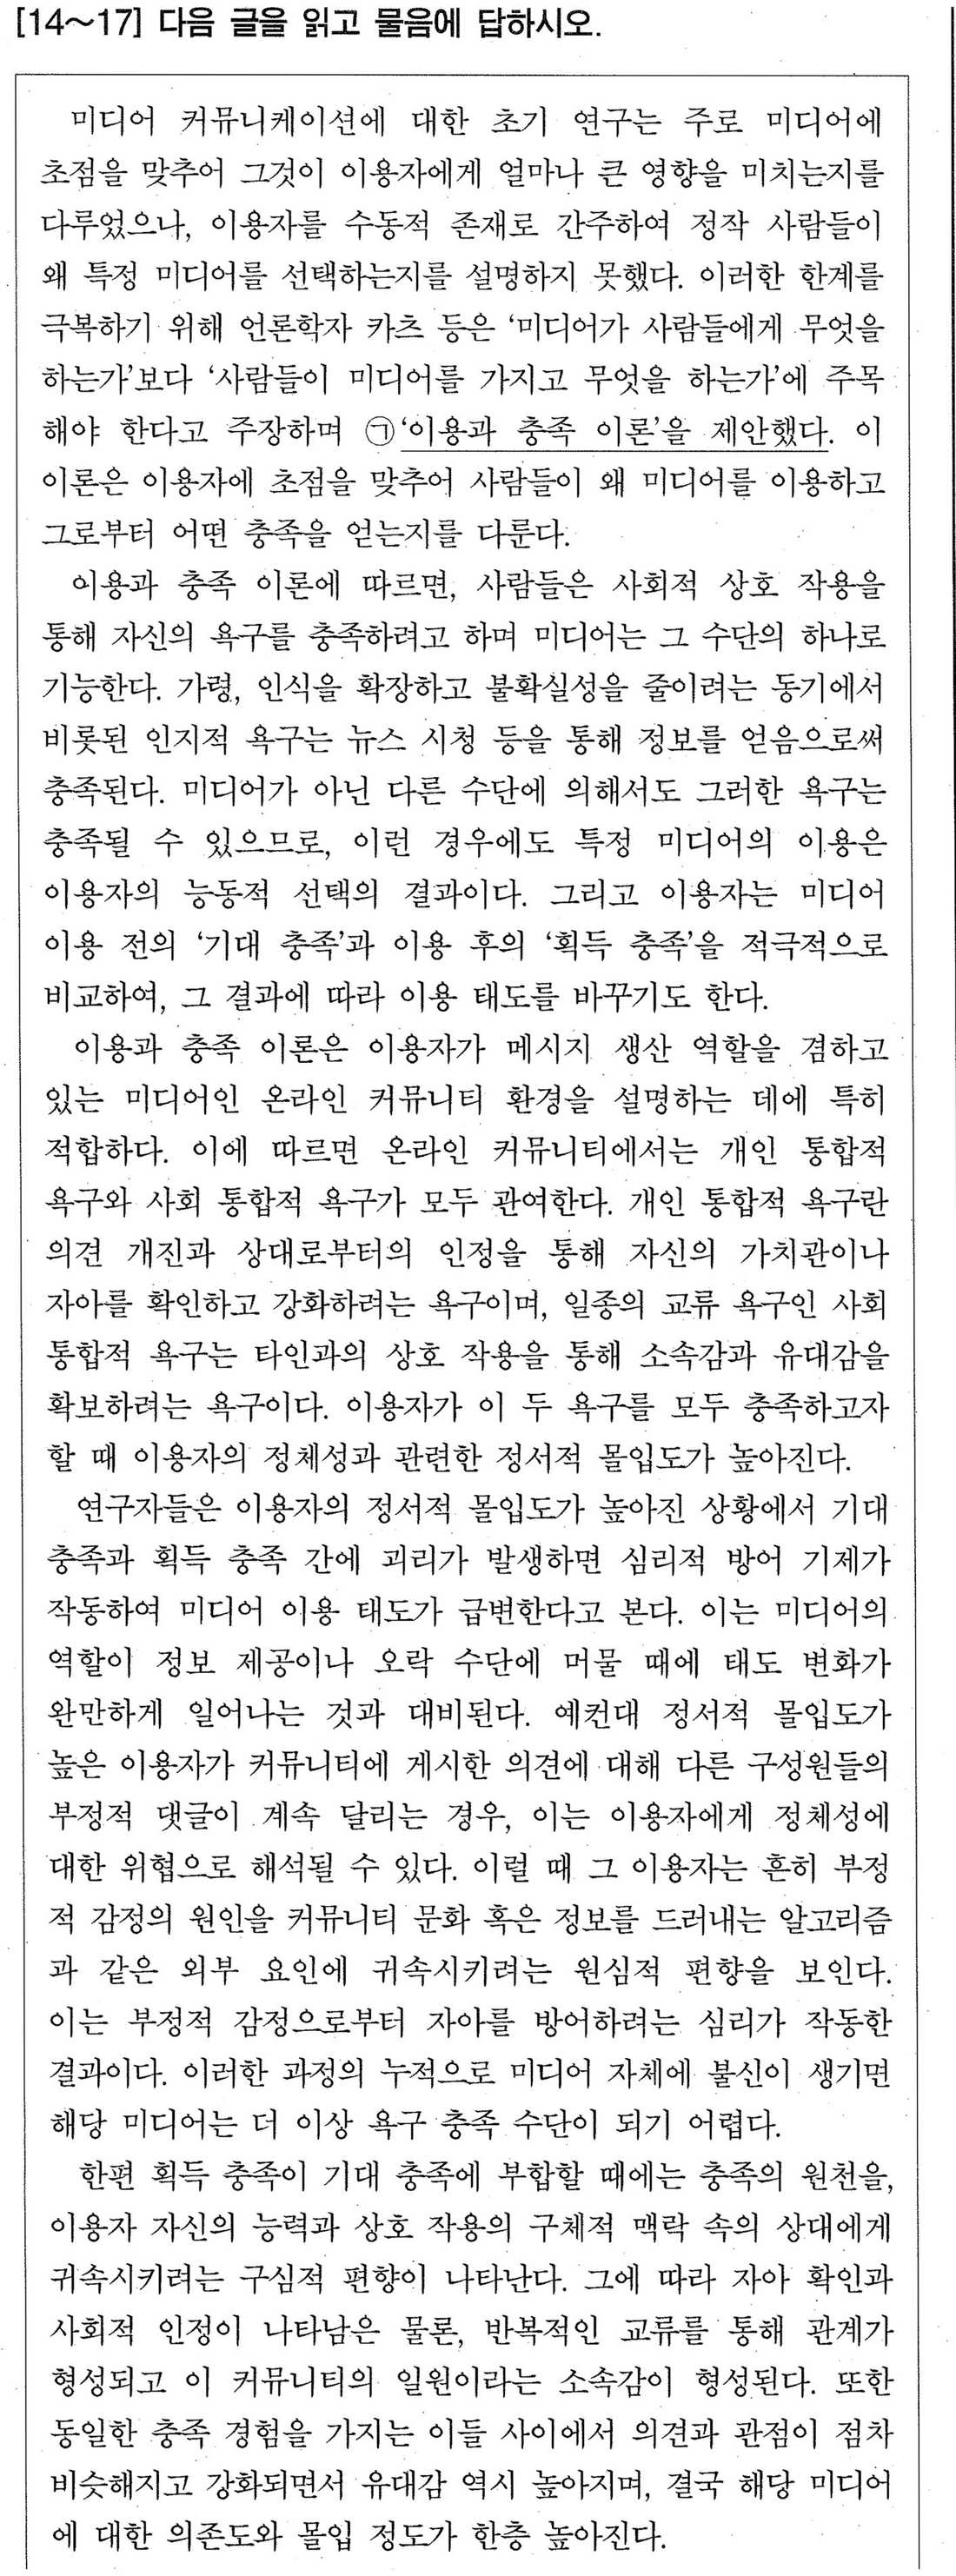 [14～17] 다음 글을 읽고 물음에 답하시오.
미디어 커뮤니케이션에 대한 초기 연구는 주로 미디어에
초점을 맞추어 그것이 이용자에게 얼마나 큰 영향을 미치는지를
다루었으나, 이용자를 수동적 존재로 간주하여 정작 사람들이
왜 특정 미디어를 선택하는지를 설명하지 못했다. 이러한 한계를
극복하기 위해 언론학자 카츠 등은 ‘미디어가 사람들에게 무엇을
하는가’보다 ‘사람들이 미디어를 가지고 무엇을 하는가’에 주목
해야 한다고 주장하며 ㉠‘이용과 충족 이론’을 제안했다. 이
이론은 이용자에 초점을 맞추어 사람들이 왜 미디어를 이용하고
그로부터 어떤 충족을 얻는지를 다룬다.
이용과 충족 이론에 따르면, 사람들은 사회적 상호 작용을
통해 자신의 욕구를 충족하려고 하며 미디어는 그 수단의 하나로
기능한다. 가령, 인식을 확장하고 불확실성을 줄이려는 동기에서
비롯된 인지적 욕구는 뉴스 시청 등을 통해 정보를 얻음으로써
충족된다. 미디어가 아닌 다른 수단에 의해서도 그러한 욕구는
충족될 수 있으므로, 이런 경우에도 특정 미디어의 이용은
이용자의 능동적 선택의 결과이다. 그리고 이용자는 미디어
이용 전의 ‘기대 충족’과 이용 후의 ‘획득 충족’을 적극적으로
비교하여, 그 결과에 따라 이용 태도를 바꾸기도 한다.
이용과 충족 이론은 이용자가 메시지 생산 역할을 겸하고
있는 미디어인 온라인 커뮤니티 환경을 설명하는 데에 특히
적합하다. 이에 따르면 온라인 커뮤니티에서는 개인 통합적
욕구와 사회 통합적 욕구가 모두 관여한다. 개인 통합적 욕구란
의견 개진과 상대로부터의 인정을 통해 자신의 가치관이나
자아를 확인하고 강화하려는 욕구이며, 일종의 교류 욕구인 사회
통합적 욕구는 타인과의 상호 작용을 통해 소속감과 유대감을
확보하려는 욕구이다. 이용자가 이 두 욕구를 모두 충족하고자
할 때 이용자의 정체성과 관련한 정서적 몰입도가 높아진다.
연구자들은 이용자의 정서적 몰입도가 높아진 상황에서 기대
충족과 획득 충족 간에 괴리가 발생하면 심리적 방어 기제가
작동하여 미디어 이용 태도가 급변한다고 본다. 이는 미디어의
역할이 정보 제공이나 오락 수단에 머물 때에 태도 변화가
완만하게 일어나는 것과 대비된다. 예컨대 정서적 몰입도가
높은 이용자가 커뮤니티에 게시한 의견에 대해 다른 구성원들의
부정적 댓글이 계속 달리는 경우, 이는 이용자에게 정체성에
대한 위협으로 해석될 수 있다. 이럴 때 그 이용자는 흔히 부정
적 감정의 원인을 커뮤니티 문화 혹은 정보를 드러내는 알고리즘
과 같은 외부 요인에 귀속시키려는 원심적 편향을 보인다.
이는 부정적 감정으로부터 자아를 방어하려는 심리가 작동한
결과이다. 이러한 과정의 누적으로 미디어 자체에 불신이 생기면
해당 미디어는 더 이상 욕구 충족 수단이 되기 어렵다.
한편 획득 충족이 기대 충족에 부합할 때에는 충족의 원천을,
이용자 자신의 능력과 상호 작용의 구체적 맥락 속의 상대에게
귀속시키려는 구심적 편향이 나타난다. 그에 따라 자아 확인과
사회적 인정이 나타남은 물론, 반복적인 교류를 통해 관계가
형성되고 이 커뮤니티의 일원이라는 소속감이 형성된다. 또한
동일한 충족 경험을 가지는 이들 사이에서 의견과 관점이 점차
비슷해지고 강화되면서 유대감 역시 높아지며, 결국 해당 미디어
에 대한 의존도와 몰입 정도가 한층 높아진다.